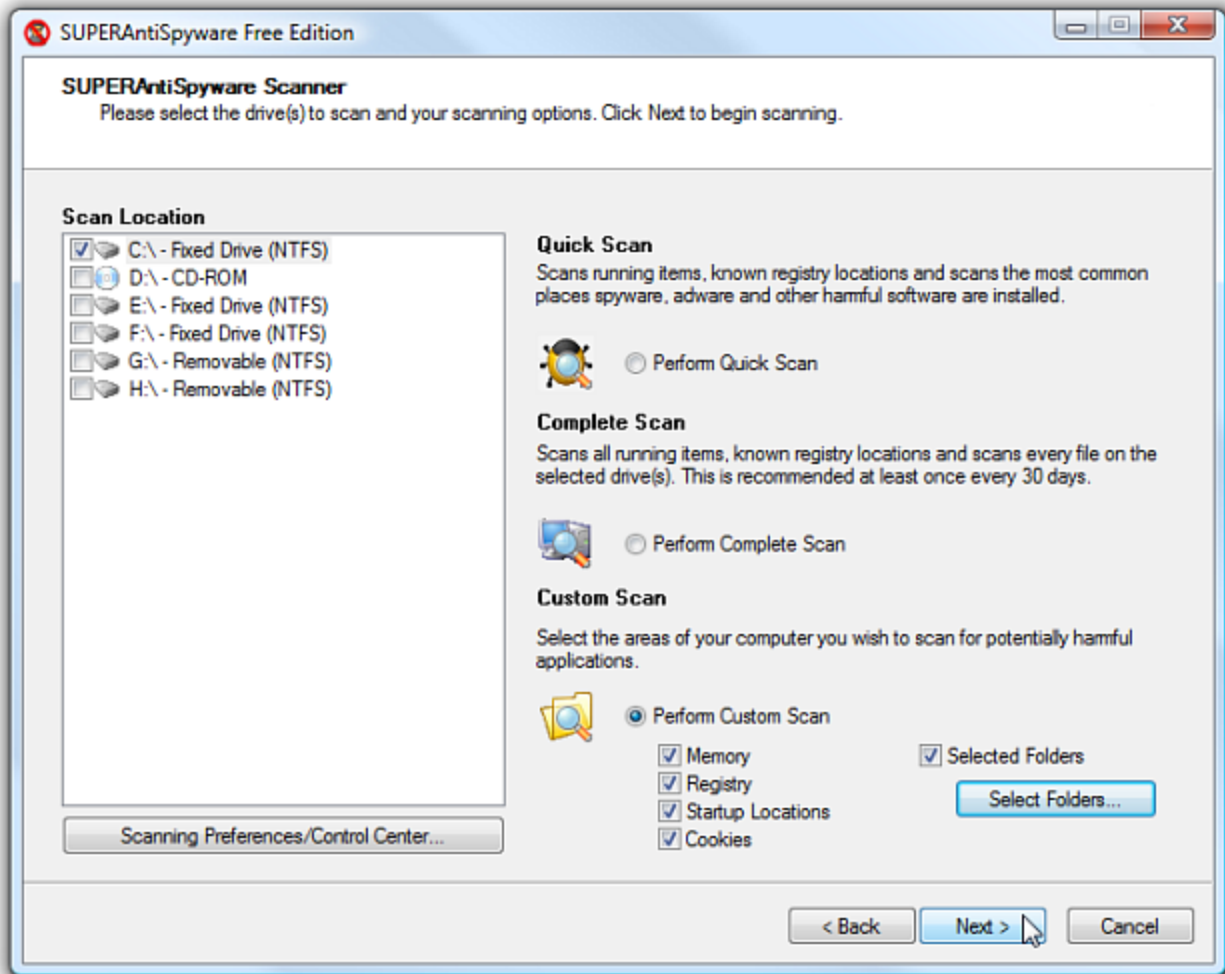 SUPERAntiSpyware Free Edition
SUPERAntiSpyware Scanner
Please select the drive(s) to scan and your scanning options. Click Next to begin scanning.
Scan Location
C:\ - Fixed Drive (NTFS)
D:\ - CD-ROM
E:\ - Fixed Drive (NTFS)
F:\ - Fixed Drive (NTFS)
G:\ - Removable (NTFS)
H:\ - Removable (NTFS)
Scanning Preferences/Control Center...
Quick Scan
Scans running items, known registry locations and scans the most common
places spyware, adware and other harmful software are installed.
Perform Quick Scan
Complete Scan
Scans all running items, known registry locations and scans every file on the
selected drive(s). This is recommended at least once every 30 days.
Perform Complete Scan
Custom Scan
Select the areas of your computer you wish to scan for potentially harmful
applications.
Perform Custom Scan
Memory
Registry
Startup Locations
Cookies
Selected Folders
Select Folders...
< Back
Next >
Cancel